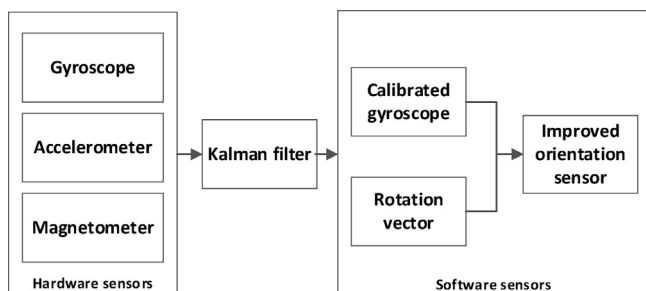 Gyroscope
Accelerometer
Magnetometer
Hardware sensors
Kalman filter
Calibrated
gyroscope
Rotation
vector
Improved
orientation
sensor
Software sensors